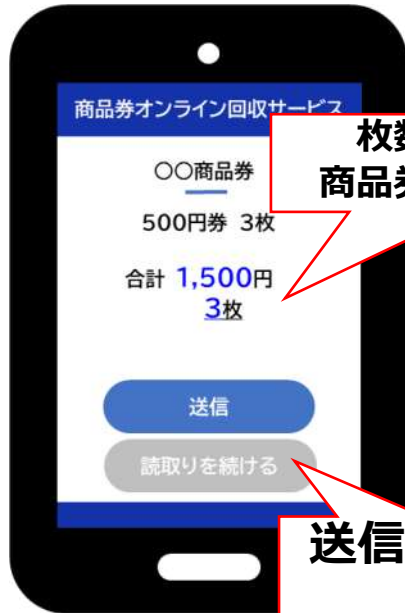 商品券オンライン回収サービス
〇〇商品券
500円券 3枚
合計 1,500円
3枚
送信
読取りを続ける
枚数
商品券
送信